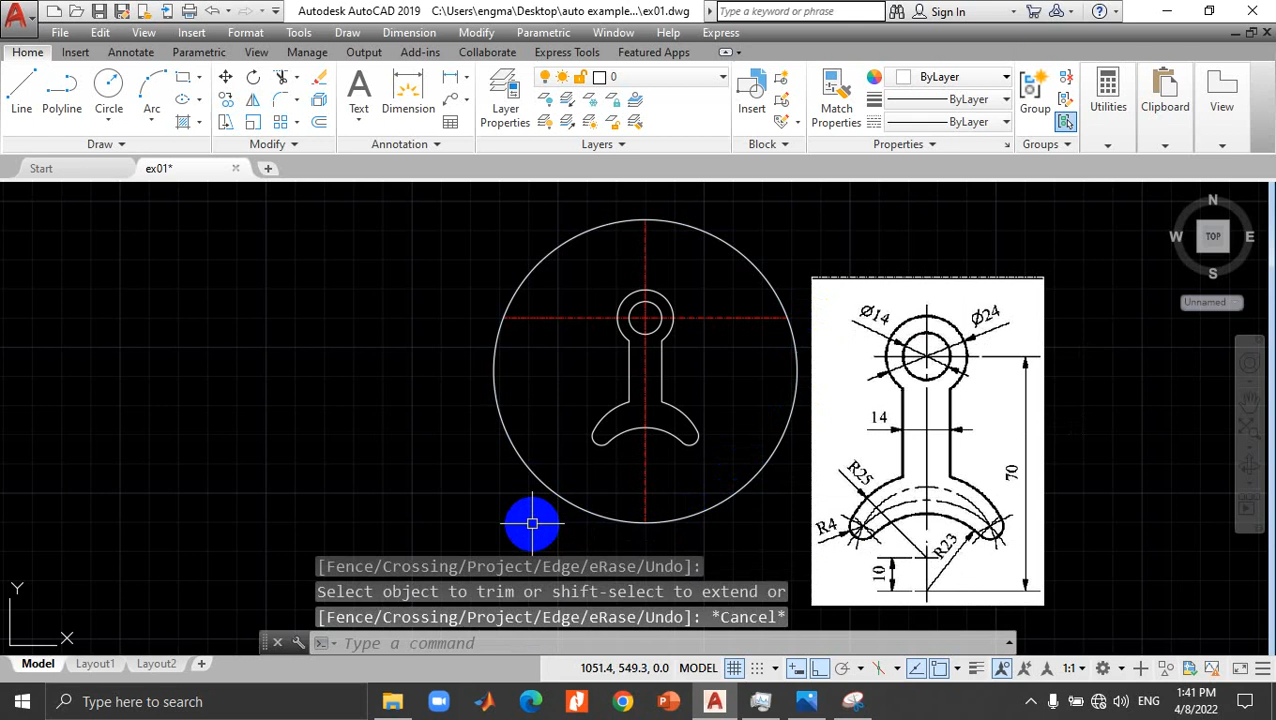 Autodesk AutoCAD 2019 C:\Users\engma\Desktop\auto example...\ex01.dwg
Type a keyword or phrase
Sign In
File Edit View Insert Format Tools Draw Dimension Modify Parametric Window Help Express
Home Insert Annotate Parametric View Manage Output Add-ins Collaborate Express Tools Featured Apps
0
ByLayer
ByLayer
ByLayer
Line Polyline Circle Arc Text Dimension Layer Properties Insert Match Properties Group Utilities Clipboard View
Draw Modify Annotation Layers Block Properties Groups
Start ex01*
N
W TOP E
S
Unnamed
Ø14 Ø24
14
70
R25
R4
R23
10
[Fence/Crossing/Project/Edge/eRase/Undo]:
Select object to trim or shift-select to extend or
[Fence/Crossing/Project/Edge/eRase/Undo]: *Cancel*
Type a command
Y
X
Model Layout1 Layout2
1051.4, 549.3, 0.0 MODEL 1:1
Type here to search
ENG
1:41 PM
4/8/2022